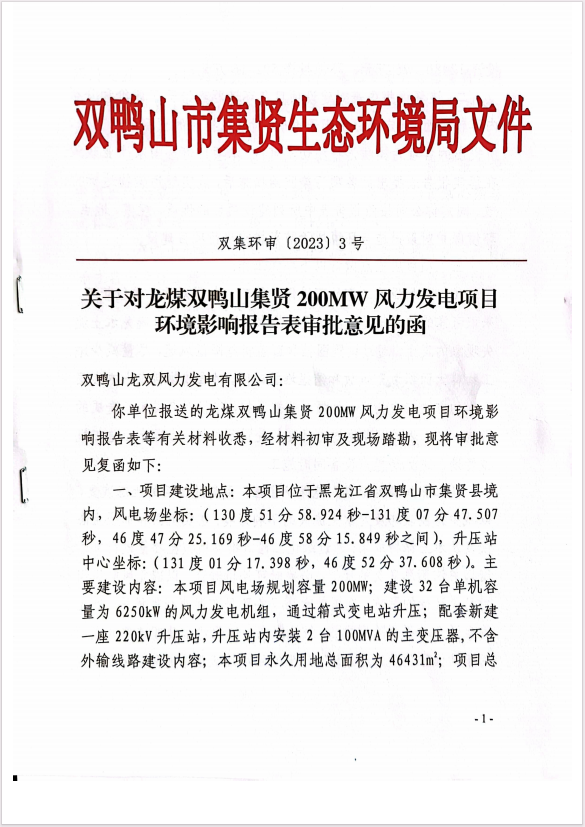 双鸭山市集贤生态环境局文件
双集环审〔2023〕3号
关于对龙煤双鸭山集贤 200MW 风力发电项目
环境影响报告表审批意见的函
双鸭山龙双风力发电有限公司：
你单位报送的龙煤双鸭山集贤 200MW 风力发电项目环境影
响报告表等有关材料收悉，经材料初审及现场踏勘，现将审批意
见复函如下：
一、项目建设地点：本项目位于黑龙江省双鸭山市集贤县境
内，风电场坐标：（130 度 51 分 58.924 秒-131 度 07 分 47.507
秒，46 度 47 分 25.169 秒-46 度 58 分 15.849 秒之间），升压站
中心坐标：（131 度 01 分 17.398 秒，46 度 52 分 37.608 秒）。主
要建设内容：本项目风电场规划容量 200MW；建设 32 台单机容
量为 6250kW 的风力发电机组，通过箱式变电站升压；配套新建
一座 220kV 升压站，升压站内安装 2 台 100MVA 的主变压器，不含
外输线路建设内容；本项目永久用地总面积为 46431m²；项目总
-1-